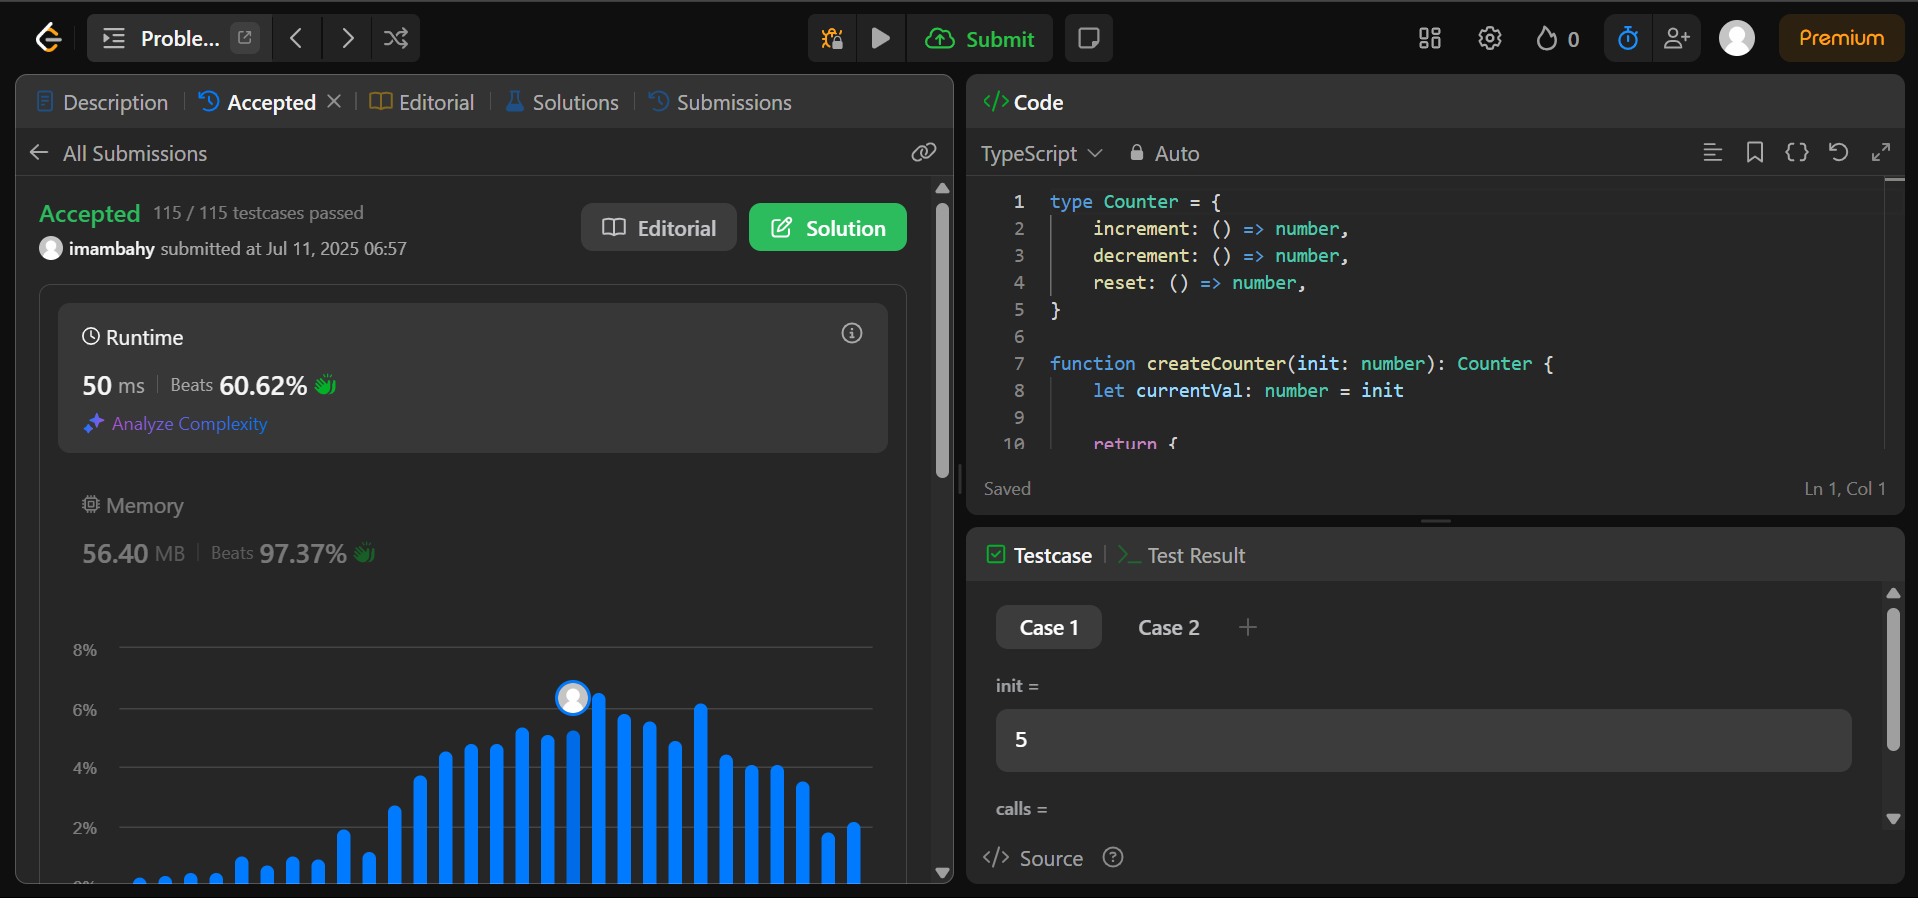 Proble...
Submit
0
Premium
Description
Accepted
Editorial
Solutions
Submissions
All Submissions
Accepted 115 / 115 testcases passed
imambahy submitted at Jul 11, 2025 06:57
Editorial
Solution
Runtime
50 ms Beats 60.62%
Analyze Complexity
Memory
56.40 MB Beats 97.37%
8%
6%
4%
2%
0%
Code
TypeScript
Auto
1 type Counter = {
2 increment: () => number,
3 decrement: () => number,
4 reset: () => number,
5 }
6
7 function createCounter(init: number): Counter {
8 let currentVal: number = init
9
10 return {
Saved
Ln 1, Col 1
Testcase
Test Result
Case 1
Case 2
init =
5
calls =
Source